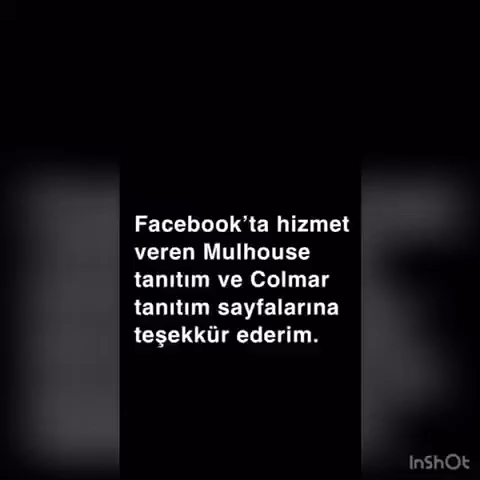 Facebook’ta hizmet
veren Mulhouse
tanıtım ve Colmar
tanıtım sayfalarına
teşekkür ederim.
InShOt